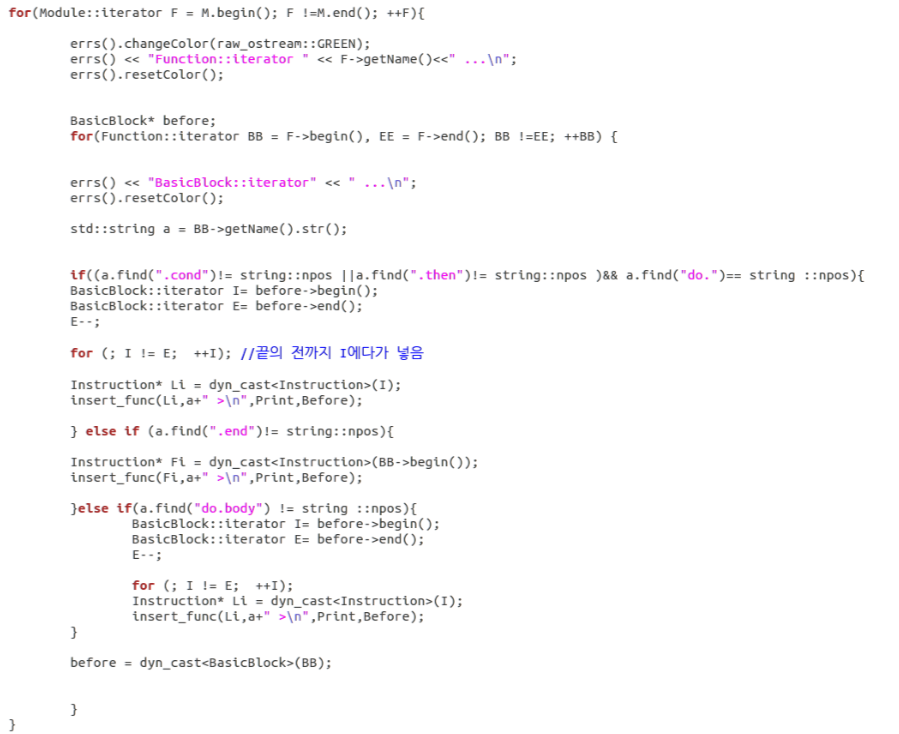 for(Module::iterator F = M.begin(); F !=M.end(); ++F){
errs().changeColor(raw_ostream::GREEN);
errs() << "Function::iterator " << F->getName()<<" ...\n";
errs().resetColor();
BasicBlock* before;
for(Function::iterator BB = F->begin(), EE = F->end(); BB !=EE; ++BB) {
errs() << "BasicBlock::iterator" << " ...\n";
errs().resetColor();
std::string a = BB->getName().str();
if((a.find(".cond")!= string::npos ||a.find(".then")!= string::npos )&& a.find("do.")== string ::npos){
BasicBlock::iterator I= before->begin();
BasicBlock::iterator E= before->end();
E--;
for (; I != E;  ++I); //끝의 전까지 I에다가 넣음
Instruction* Li = dyn_cast<Instruction>(I);
insert_func(Li,a+" >\n",Print,Before);
} else if (a.find(".end")!= string::npos){
Instruction* Fi = dyn_cast<Instruction>(BB->begin());
insert_func(Fi,a+" >\n",Print,Before);
}else if(a.find("do.body") != string ::npos){
BasicBlock::iterator I= before->begin();
BasicBlock::iterator E= before->end();
E--;
for (; I != E;  ++I);
Instruction* Li = dyn_cast<Instruction>(I);
insert_func(Li,a+" >\n",Print,Before);
}
before = dyn_cast<BasicBlock>(BB);
}
}